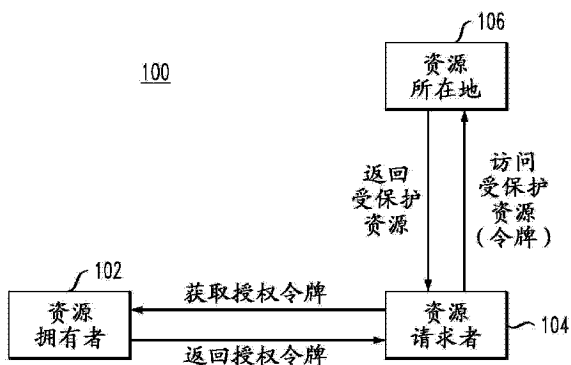 106
资源
所在地
100
返回
受保护
资源
访问
受保护
资源
(令牌)
102
资源
拥有者
获取授权令牌
返回授权令牌
资源
请求者
104